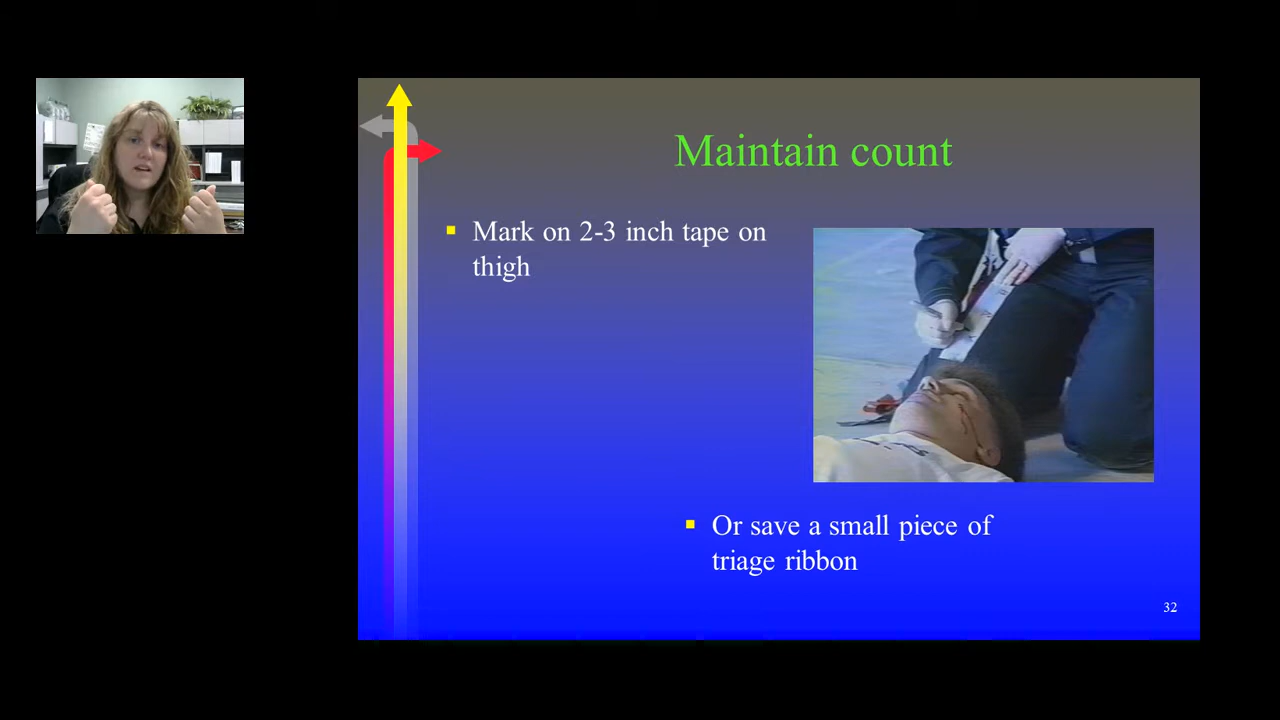 Maintain count
Mark on 2-3 inch tape on
thigh
Or save a small piece of
triage ribbon
32